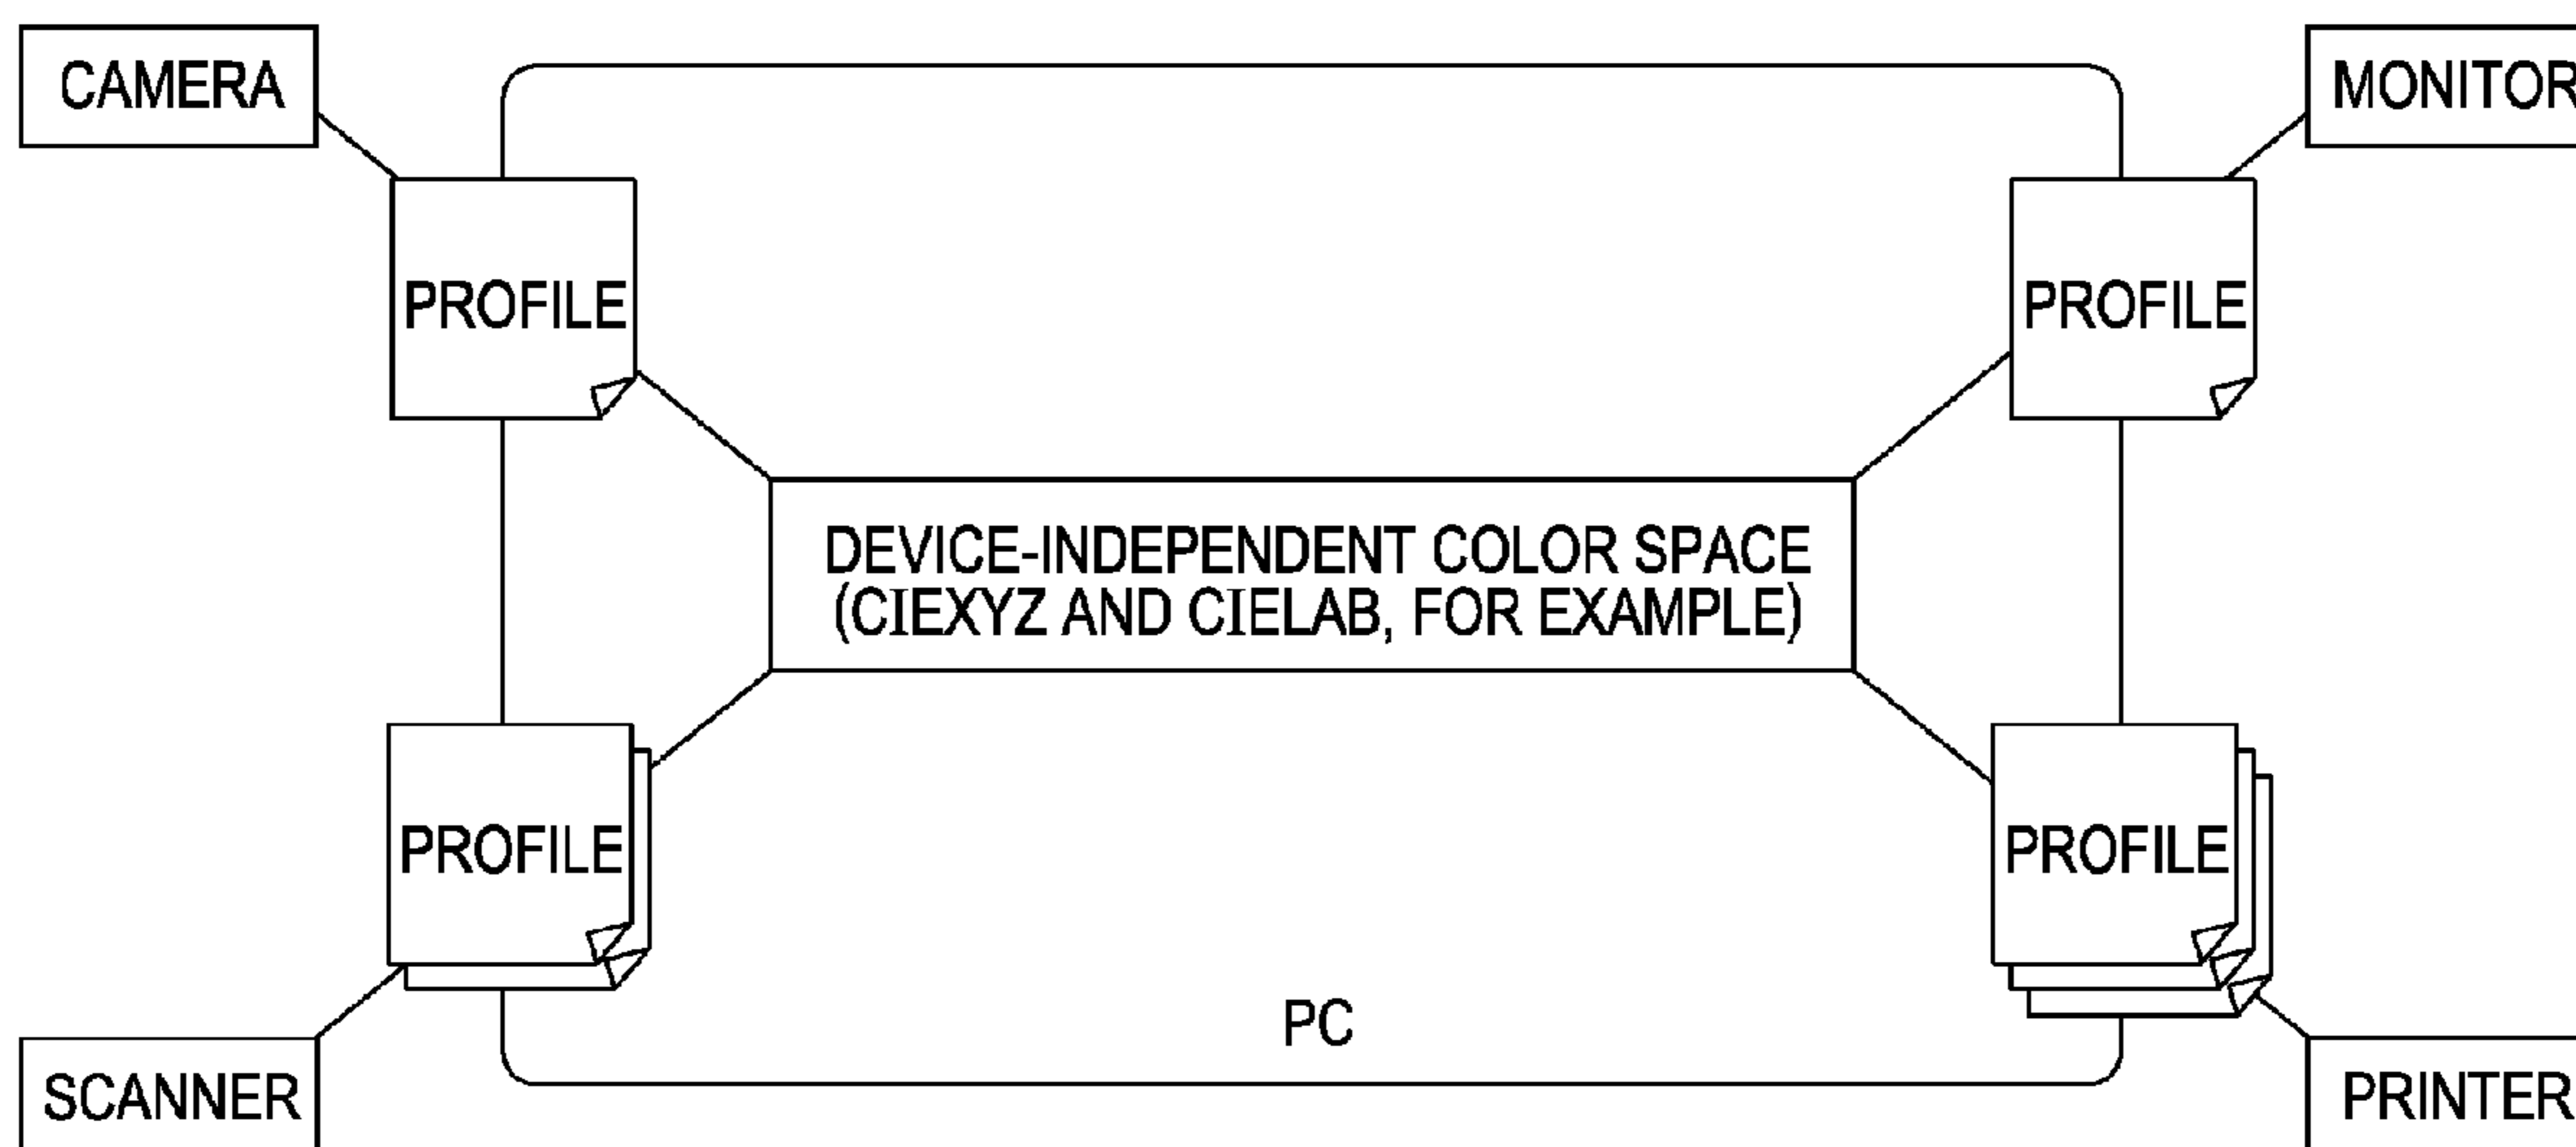 CAMERA
MONITOR
PROFILE
PROFILE
DEVICE-INDEPENDENT COLOR SPACE
(CIEXYZ AND CIELAB, FOR EXAMPLE)
PROFILE
PROFILE
PC
SCANNER
PRINTER